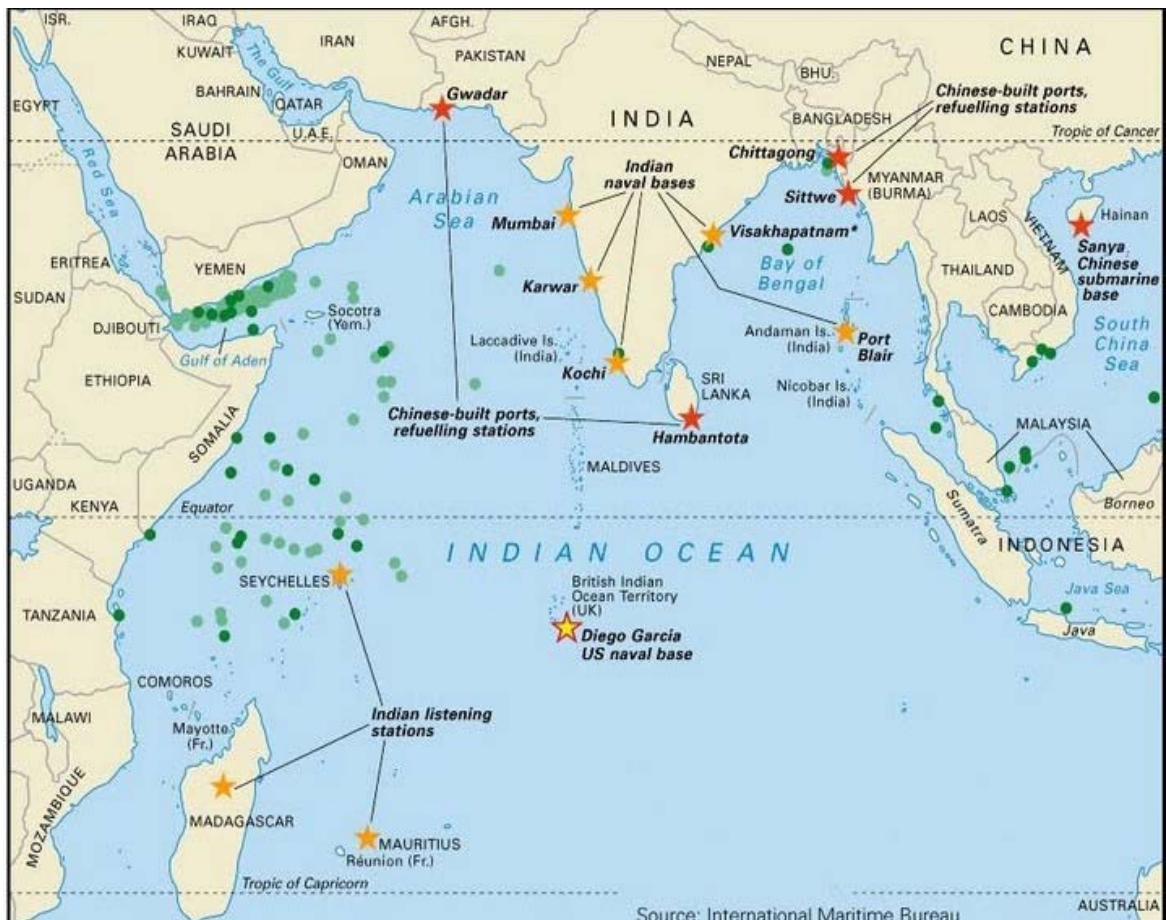 ISR.
IRAQ
IRAN
AFGH.
CHINA
KUWAIT
The Gulf
PAKISTAN
NEPAL
BHU.
EGYPT
BAHRAIN
QATAR
Gwadar
INDIA
BANGLADESH
Chinese-built ports,
refuelling stations
SAUDI
ARABIA
U.A.E.
Tropic of Cancer
OMAN
Red Sea
Arabian
Sea
Indian
naval bases
Chittagong
MYANMAR
(BURMA)
Sittwe
LAOS
VIETNAM
Hainan
Mumbai
Visakhapatnam*
Sanya
Chinese
submarine
base
ERITREA
YEMEN
Bay of
Bengal
THAILAND
SUDAN
Karwar
CAMBODIA
DJIBOUTI
Socotra
(Yem.)
Gulf of Aden
Laccadive Is.
(India)
Andaman Is.
(India)
Port
Blair
South
China
Sea
ETHIOPIA
Kochi
SRI
LANKA
Nicobar Is.
(India)
SOMALIA
Chinese-built ports,
refuelling stations
Hambantota
MALAYSIA
MALDIVES
UGANDA
KENYA
Equator
Sumatra
Borneo
INDIAN OCEAN
INDONESIA
SEYCHELLES
British Indian
Ocean Territory
(UK)
Java Sea
TANZANIA
Diego Garcia
US naval base
Java
COMOROS
MALAWI
Mayotte
(Fr.)
Indian listening
stations
MOZAMBIQUE
MADAGASCAR
MAURITIUS
Réunion (Fr.)
Tropic of Capricorn
AUSTRALIA
Source: International Maritime Bureau